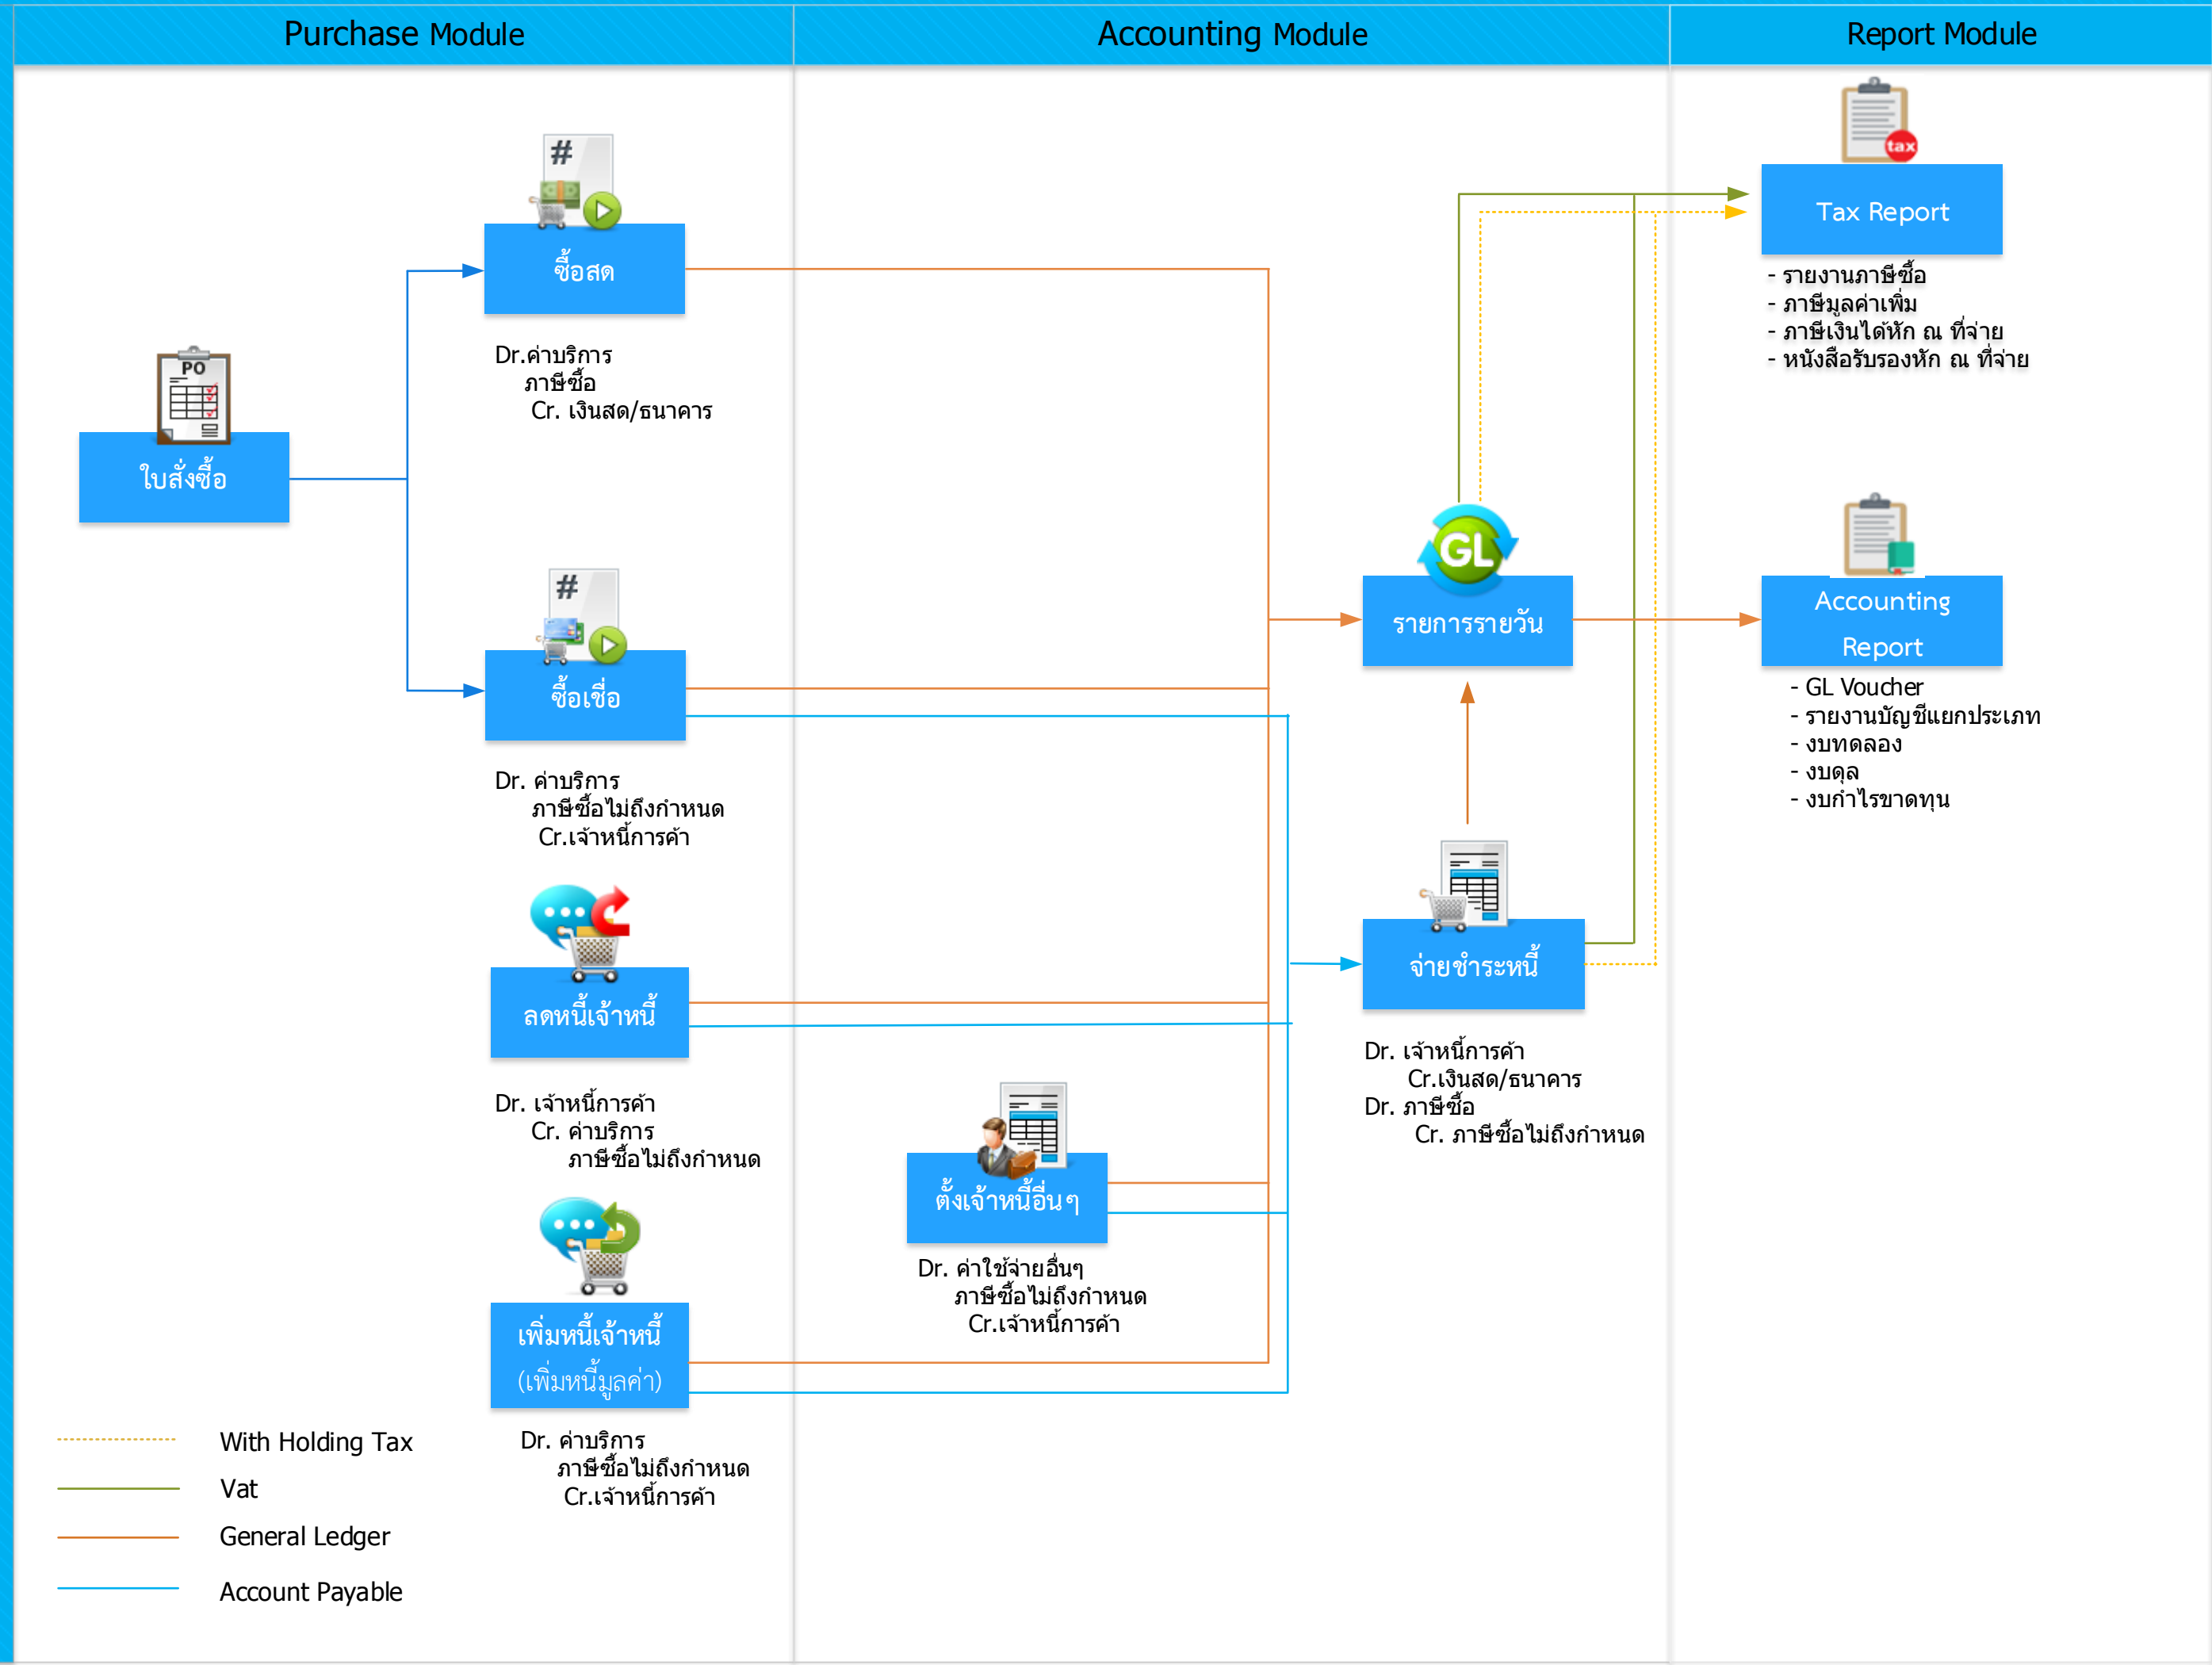 Purchase Module
Accounting Module
Report Module
#
ซื้อสด
Dr.ค่าบริการ
ภาษีซื้อ
Cr. เงินสด/ธนาคาร
PO
ใบสั่งซื้อ
#
ซื้อเชื่อ
Dr. ค่าบริการ
ภาษีซื้อไม่ถึงกำหนด
Cr.เจ้าหนี้การค้า
ลดหนี้เจ้าหนี้
Dr. เจ้าหนี้การค้า
Cr. ค่าบริการ
ภาษีซื้อไม่ถึงกำหนด
เพิ่มหนี้เจ้าหนี้
(เพิ่มหนี้มูลค่า)
Dr. ค่าบริการ
ภาษีซื้อไม่ถึงกำหนด
Cr.เจ้าหนี้การค้า
With Holding Tax
Vat
General Ledger
Account Payable
ตั้งเจ้าหนี้อื่นๆ
Dr. ค่าใช้จ่ายอื่นๆ
ภาษีซื้อไม่ถึงกำหนด
Cr.เจ้าหนี้การค้า
GL
รายการรายวัน
จ่ายชำระหนี้
Dr. เจ้าหนี้การค้า
Cr.เงินสด/ธนาคาร
Dr. ภาษีซื้อ
Cr. ภาษีซื้อไม่ถึงกำหนด
tax
Tax Report
- รายงานภาษีซื้อ
- ภาษีมูลค่าเพิ่ม
- ภาษีเงินได้หัก ณ ที่จ่าย
- หนังสือรับรองหัก ณ ที่จ่าย
Accounting
Report
- GL Voucher
- รายงานบัญชีแยกประเภท
- งบทดลอง
- งบดุล
- งบกำไรขาดทุน